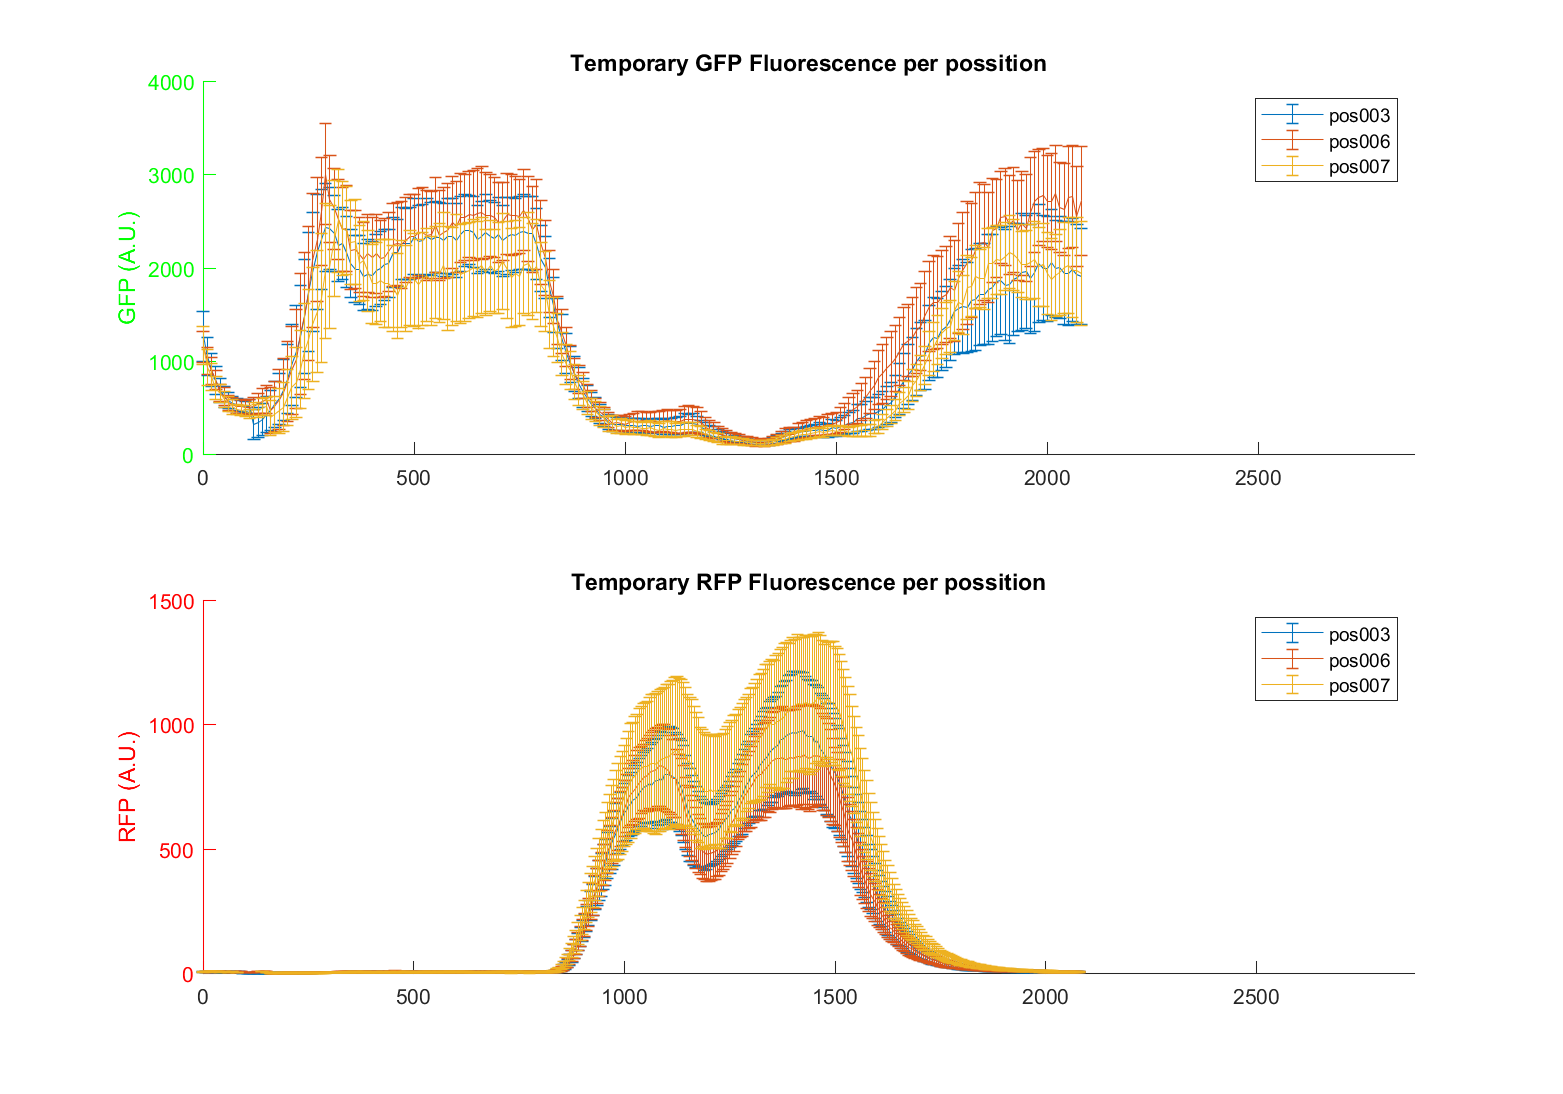 Temporary GFP Fluorescence per possition
4000
3000
2000
1000
0
GFP (A.U.)
pos003
pos006
pos007
0 500 1000 1500 2000 2500
Temporary RFP Fluorescence per possition
1500
1000
500
0
RFP (A.U.)
pos003
pos006
pos007
0 500 1000 1500 2000 2500